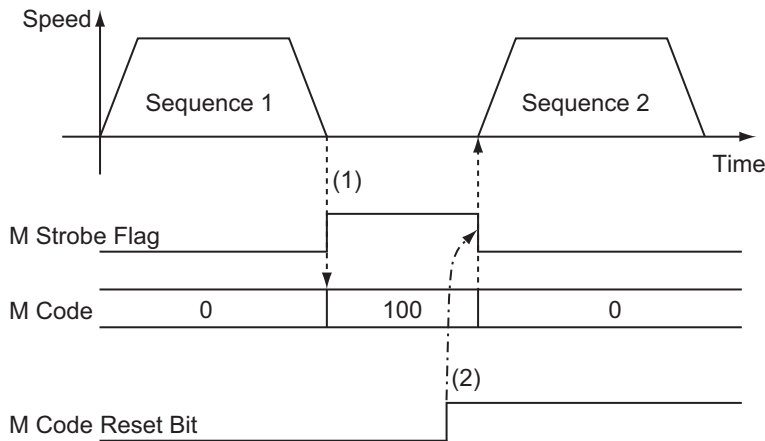 Speed
Sequence 1
Sequence 2
Time
(1)
M Strobe Flag
M Code
0
100
0
(2)
M Code Reset Bit